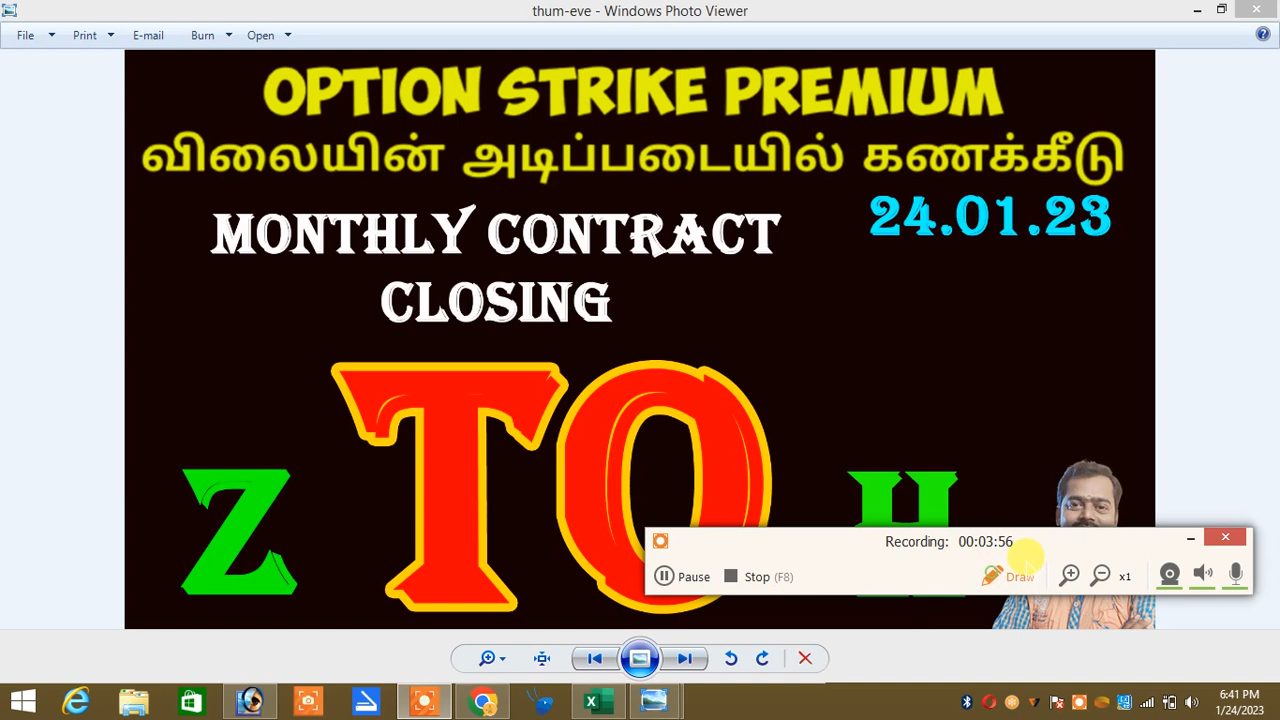 thum-eve - Windows Photo Viewer
File Print E-mail Burn Open
OPTION STRIKE PREMIUM
விலையின் அடிப்படையில் கணக்கீடு
MONTHLY CONTRACT
24.01.23
CLOSING
Z TO H
Recording: 00:03:56
Pause Stop (F8) Draw x1
6:41 PM
1/24/2023